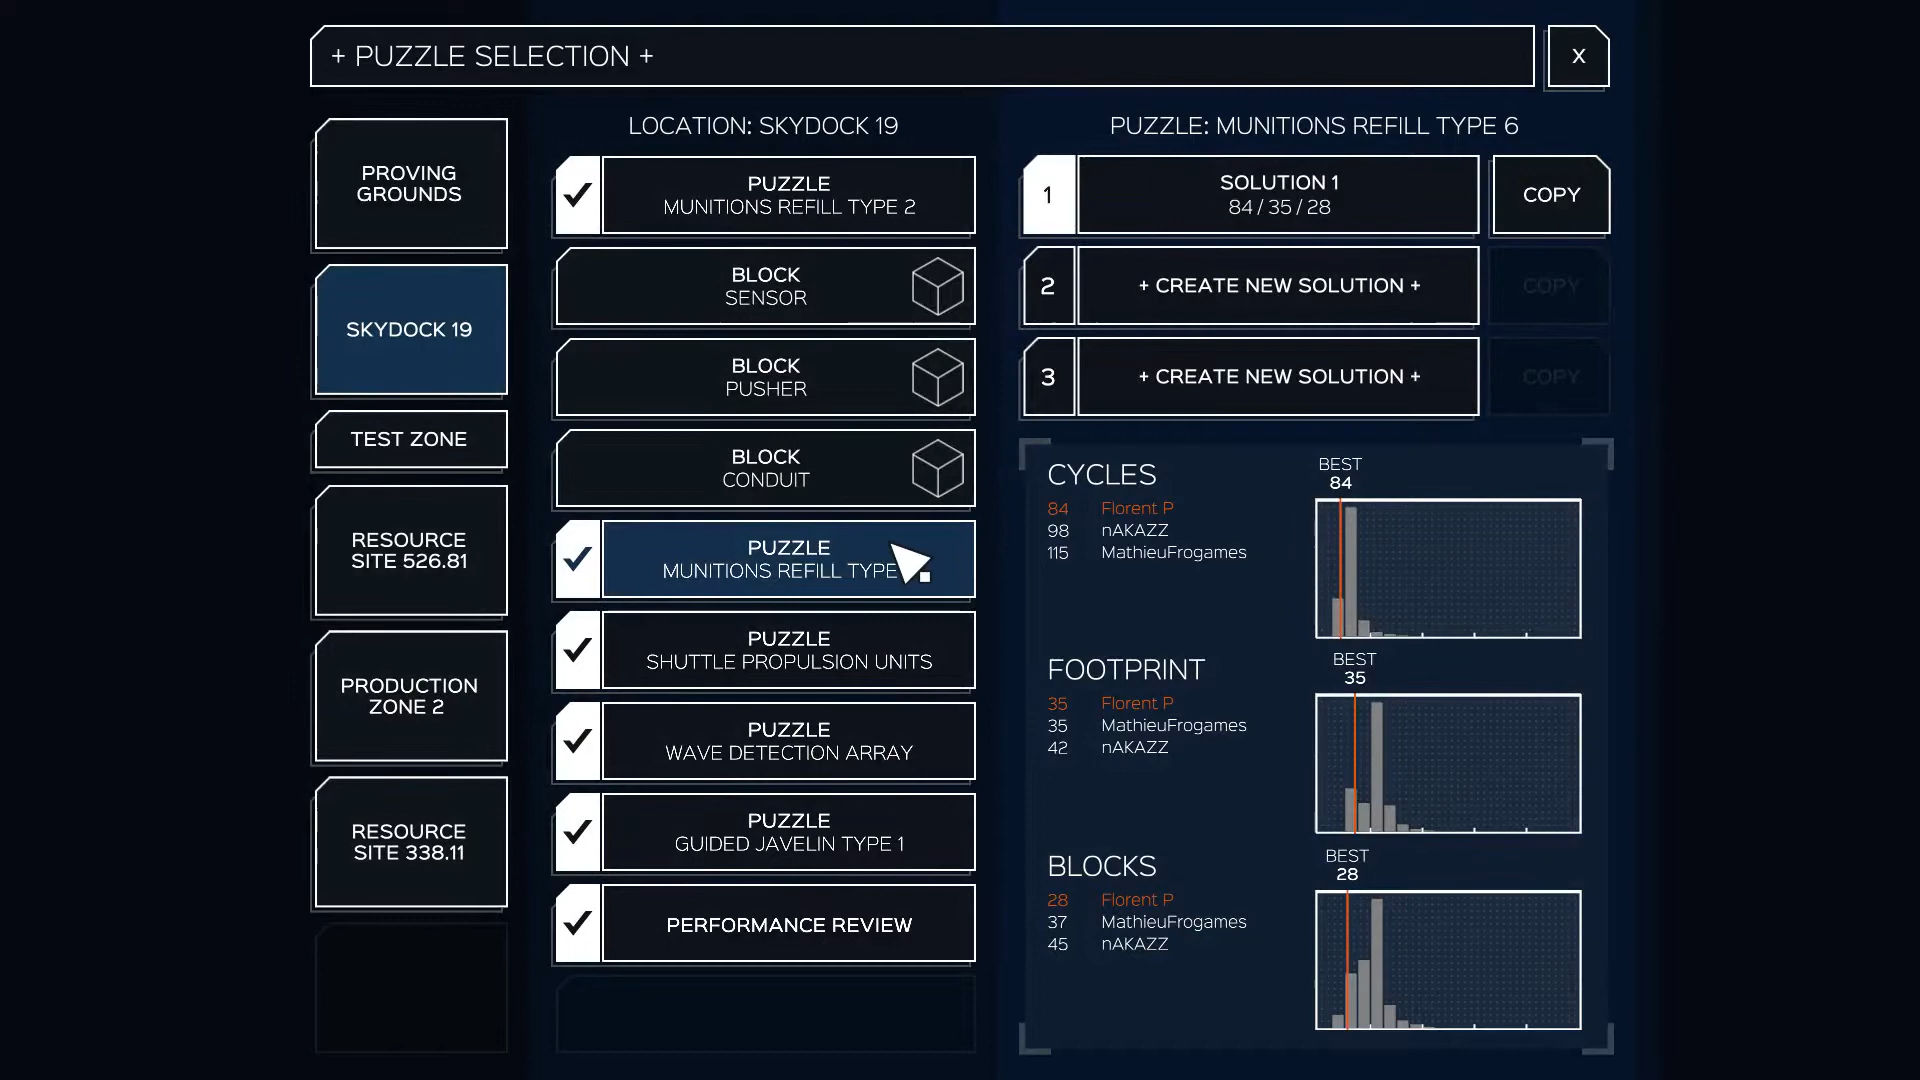 + PUZZLE SELECTION +
X
PROVING
GROUNDS
SKYDOCK 19
TEST ZONE
RESOURCE
SITE 526.81
PRODUCTION
ZONE 2
RESOURCE
SITE 338.11
LOCATION: SKYDOCK 19
PUZZLE
MUNITIONS REFILL TYPE 2
BLOCK
SENSOR
BLOCK
PUSHER
BLOCK
CONDUIT
PUZZLE
MUNITIONS REFILL TYPE
PUZZLE
SHUTTLE PROPULSION UNITS
PUZZLE
WAVE DETECTION ARRAY
PUZZLE
GUIDED JAVELIN TYPE 1
PERFORMANCE REVIEW
PUZZLE: MUNITIONS REFILL TYPE 6
1
SOLUTION 1
84 / 35 / 28
COPY
2
+ CREATE NEW SOLUTION +
COPY
3
+ CREATE NEW SOLUTION +
COPY
CYCLES
84 Florent P
98 nAKAZZ
115 MathieuFrogames
BEST
84
FOOTPRINT
35 Florent P
35 MathieuFrogames
42 nAKAZZ
BEST
35
BLOCKS
28 Florent P
37 MathieuFrogames
45 nAKAZZ
BEST
28